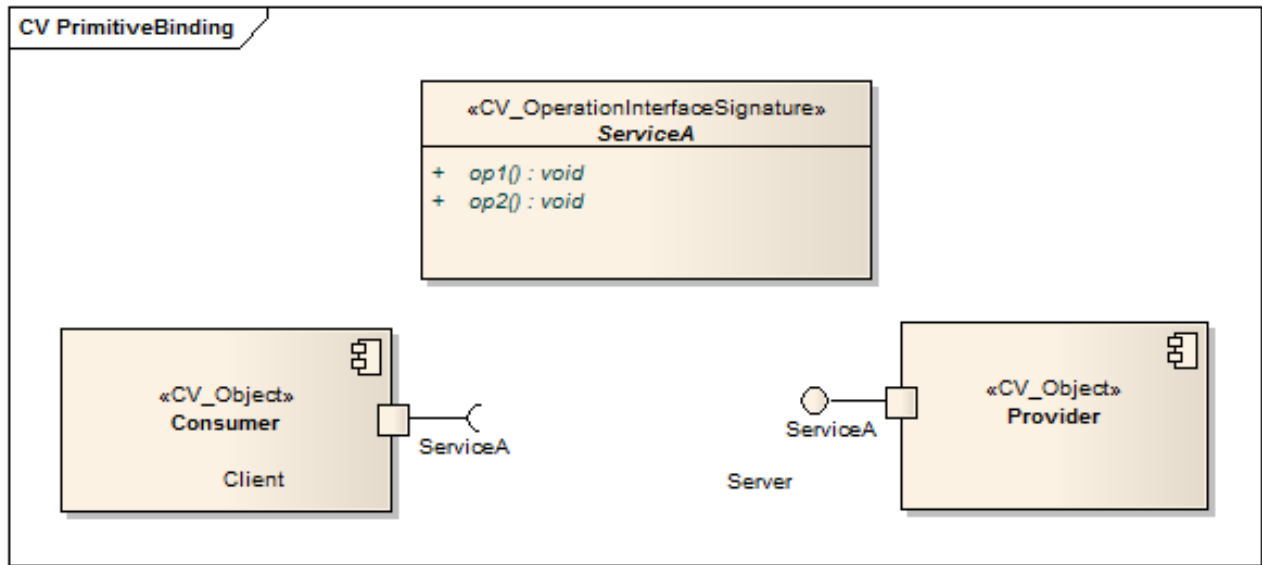 CV PrimitiveBinding
«CV_OperationInterfaceSignature»
ServiceA
+ op1() : void
+ op2() : void
«CV_Object»
Consumer
Client
ServiceA
ServiceA
Server
«CV_Object»
Provider